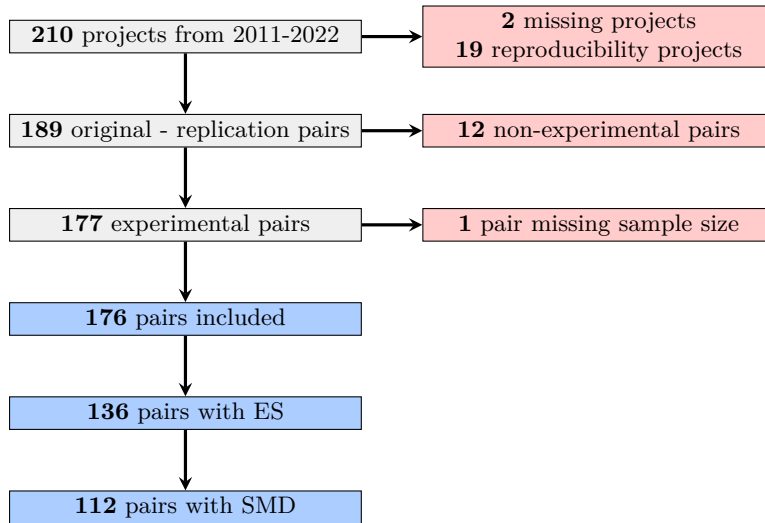 210 projects from 2011-2022
2 missing projects
19 reproducibility projects
189 original - replication pairs
12 non-experimental pairs
177 experimental pairs
1 pair missing sample size
176 pairs included
136 pairs with ES
112 pairs with SMD